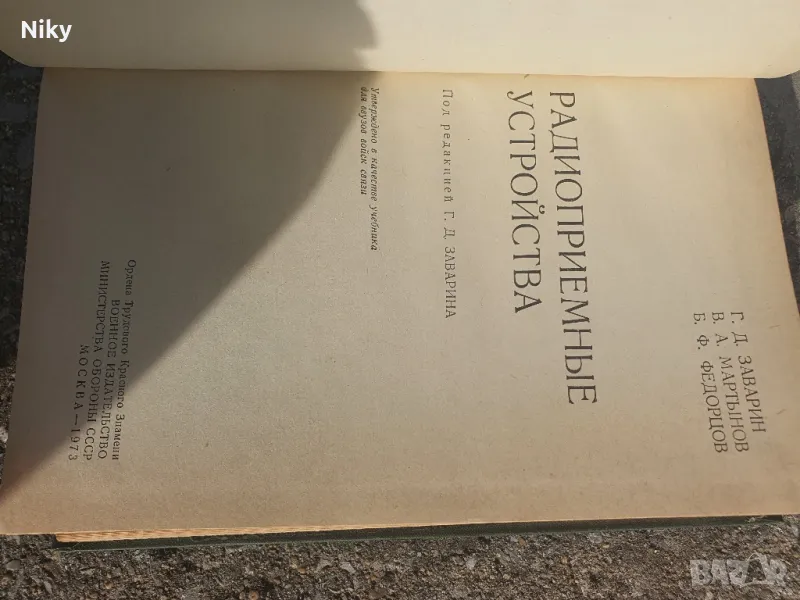 Niky
Г. Д. ЗАВАРИН
В. А. МАРТЫНОВ
Б. Ф. ФЕДОРЦОВ
РАДИОПРИЕМНЫЕ
УСТРОЙСТВА
Под редакцией Г. Д. ЗАВАРИНА
Утверждено в качестве учебника
для вузов войск связи
Ордена Трудового Красного Знамени
ВОЕННОЕ ИЗДАТЕЛЬСТВО
МИНИСТЕРСТВА ОБОРОНЫ СССР
МОСКВА—1973
BAZAR